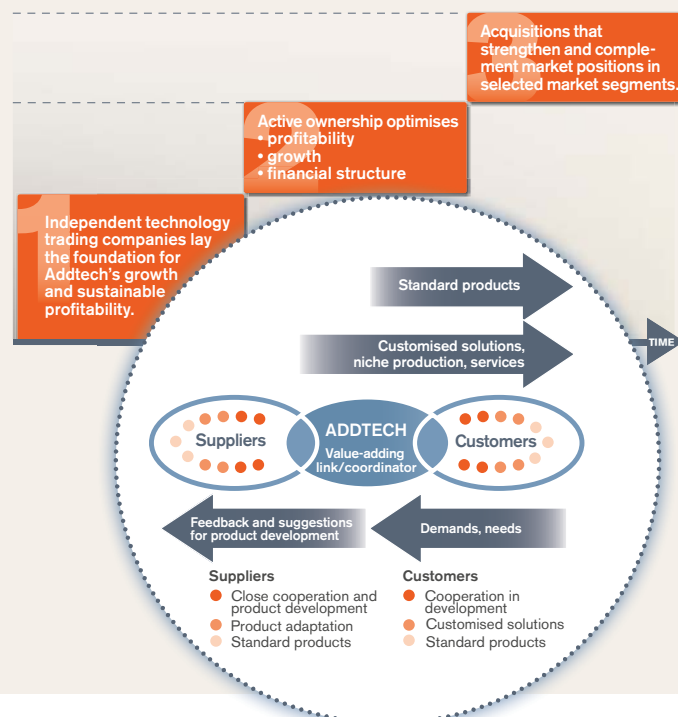 3
Acquisitions that
strengthen and comple-
ment market positions in
selected market segments.
2
Active ownership optimises
• profitability
• growth
• financial structure
1
Independent technology
trading companies lay
the foundation for
Addtech's growth
and sustainable
profitability.
Standard products
TIME
Customised solutions,
niche production, services
Suppliers
ADDTECH
Value-adding
link/coordinator
Customers
Feedback and suggestions
for product development
Demands, needs
Suppliers
Close cooperation and
product development
Product adaptation
Standard products
Customers
Cooperation in
development
Customised solutions
Standard products